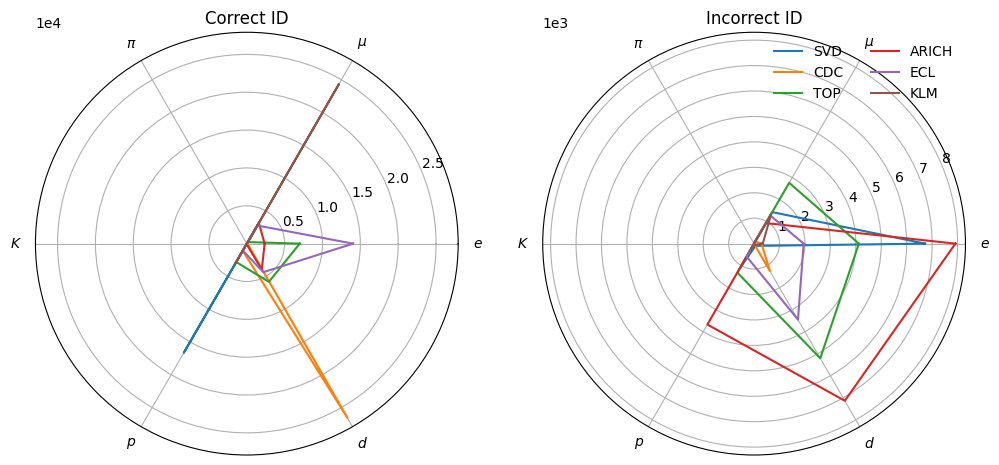 Correct ID
1e4
π
μ
K
e
p
d
0.5
1.0
1.5
2.0
2.5
Incorrect ID
1e3
π
μ
K
e
p
d
1
2
3
4
5
6
7
8
SVD
CDC
TOP
ARICH
ECL
KLM